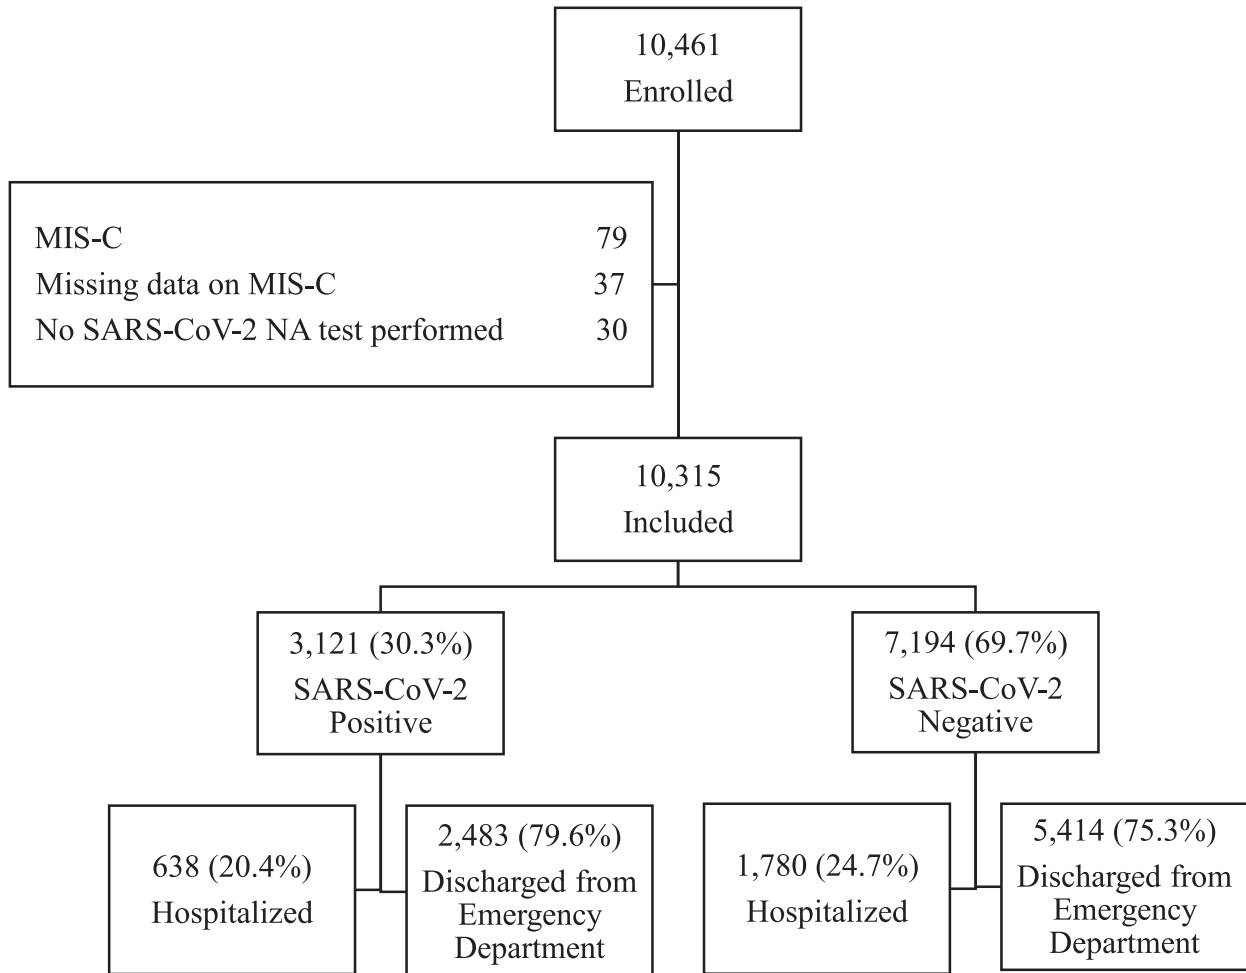 10,461
Enrolled
MIS-C 79
Missing data on MIS-C 37
No SARS-CoV-2 NA test performed 30
10,315
Included
3,121 (30.3%)
SARS-CoV-2
Positive
7,194 (69.7%)
SARS-CoV-2
Negative
638 (20.4%)
Hospitalized
2,483 (79.6%)
Discharged from
Emergency
Department
1,780 (24.7%)
Hospitalized
5,414 (75.3%)
Discharged from
Emergency
Department